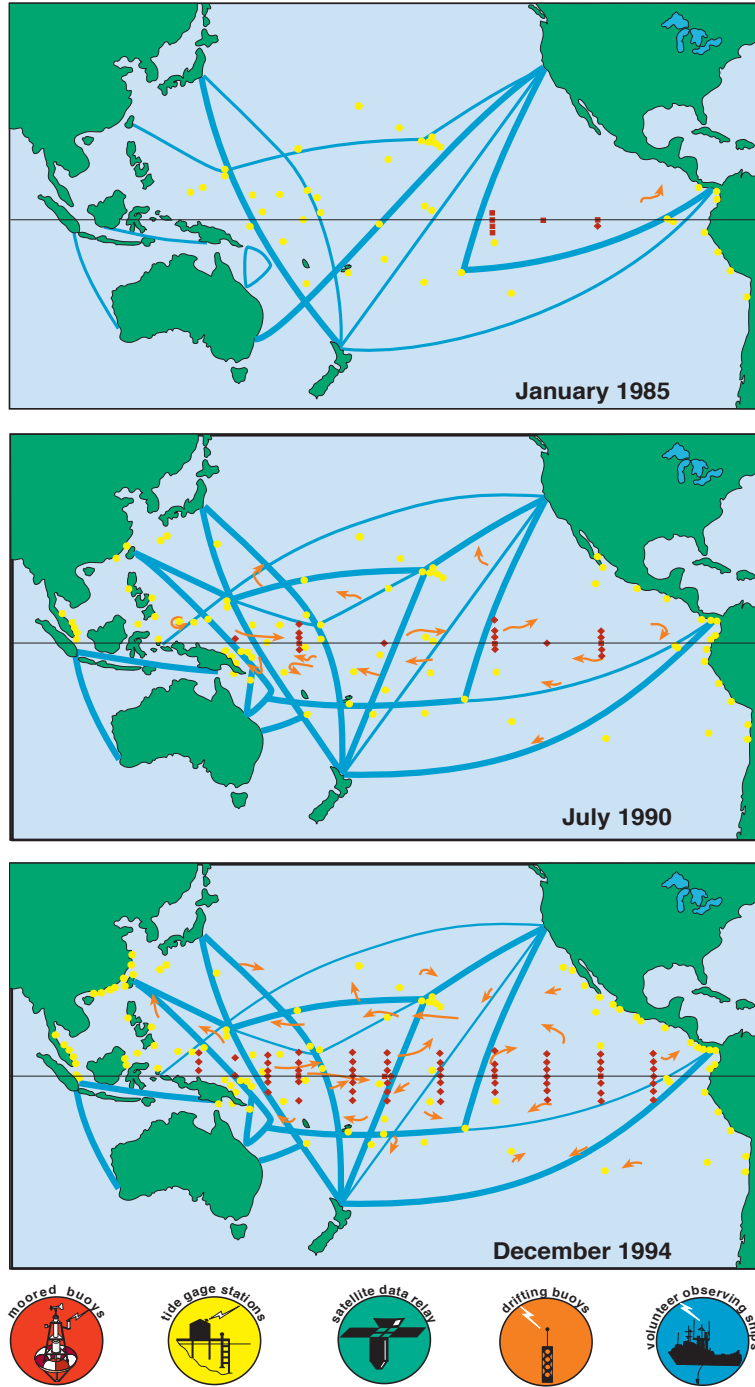 January 1985
July 1990
December 1994
moored buoys
tide gage stations
satellite data relay
drifting buoys
volunteer observing ships